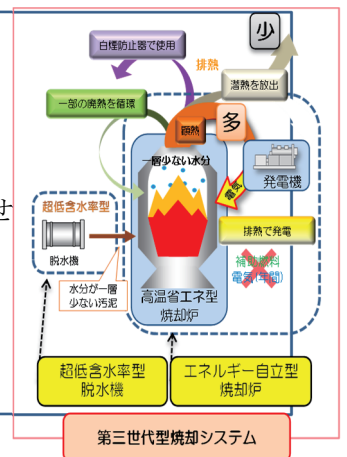 少
白煙防止器で使用
排熱
潜熱を放出
一部の廃熱を循環
顕熱
多
一層少ない水分
発電機
電気
超低含水率型
せ
脱水機
排熱で発電
補助燃料
電気(年間)
水分が一層
少ない汚泥
高温省エネ型
焼却炉
超低含水率型
脱水機
エネルギー自立型
焼却炉
第三世代型焼却システム